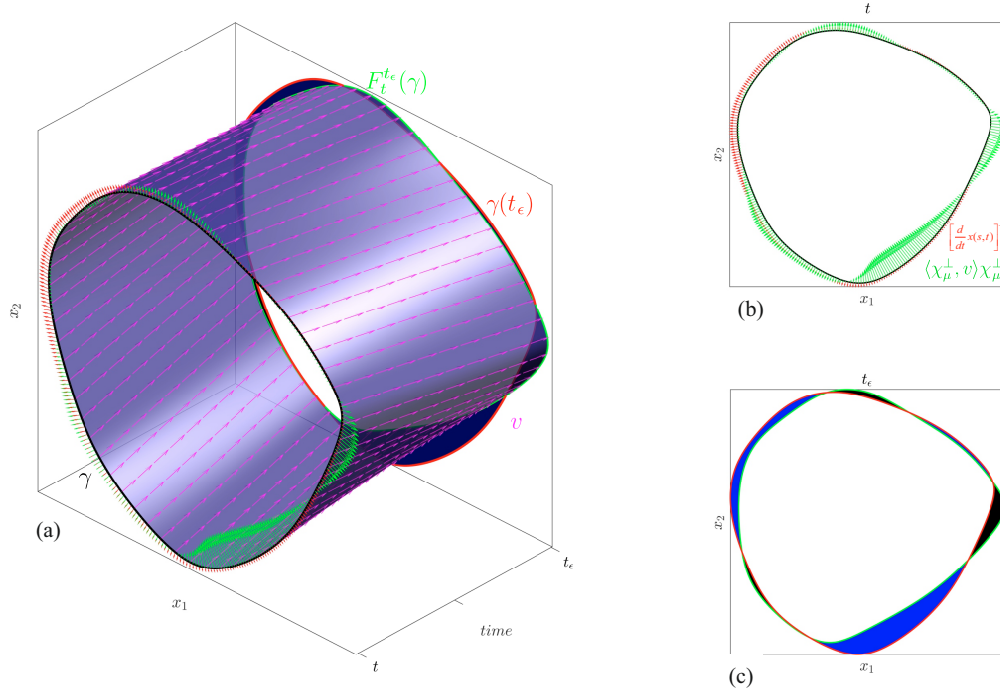 F_t^{t_ϵ}(γ)
γ(t_ϵ)
x_2
v
γ
(a)
x_1
t_ϵ
time
t
t
x_2
[d/dt x(s,t)]
⟨χ_μ^⊥, v⟩χ_μ^⊥
(b)
x_1
t_ϵ
x_2
(c)
x_1